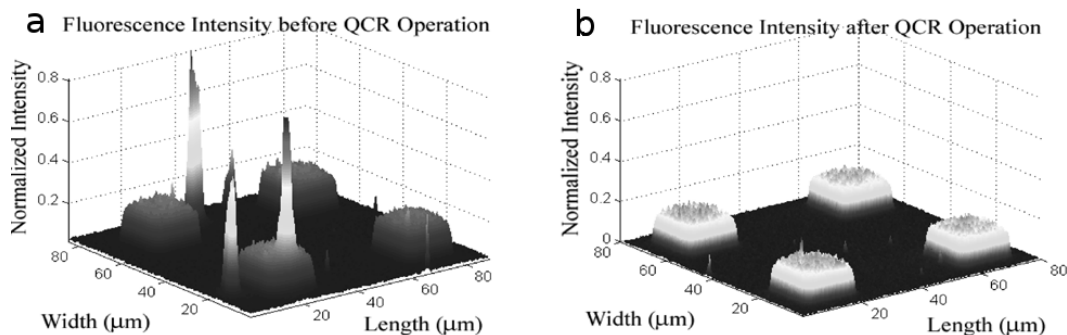 a Fluorescence Intensity before QCR Operation
Normalized Intensity
0.8
0.6
0.4
0.2
80
60
40
20
Width (μm)
20
40
60
80
Length (μm)
b
Fluorescence Intensity after QCR Operation
Normalized Intensity
0.8
0.6
0.4
0.2
0
80
60
40
20
Width (μm)
20
40
60
80
Length (μm)